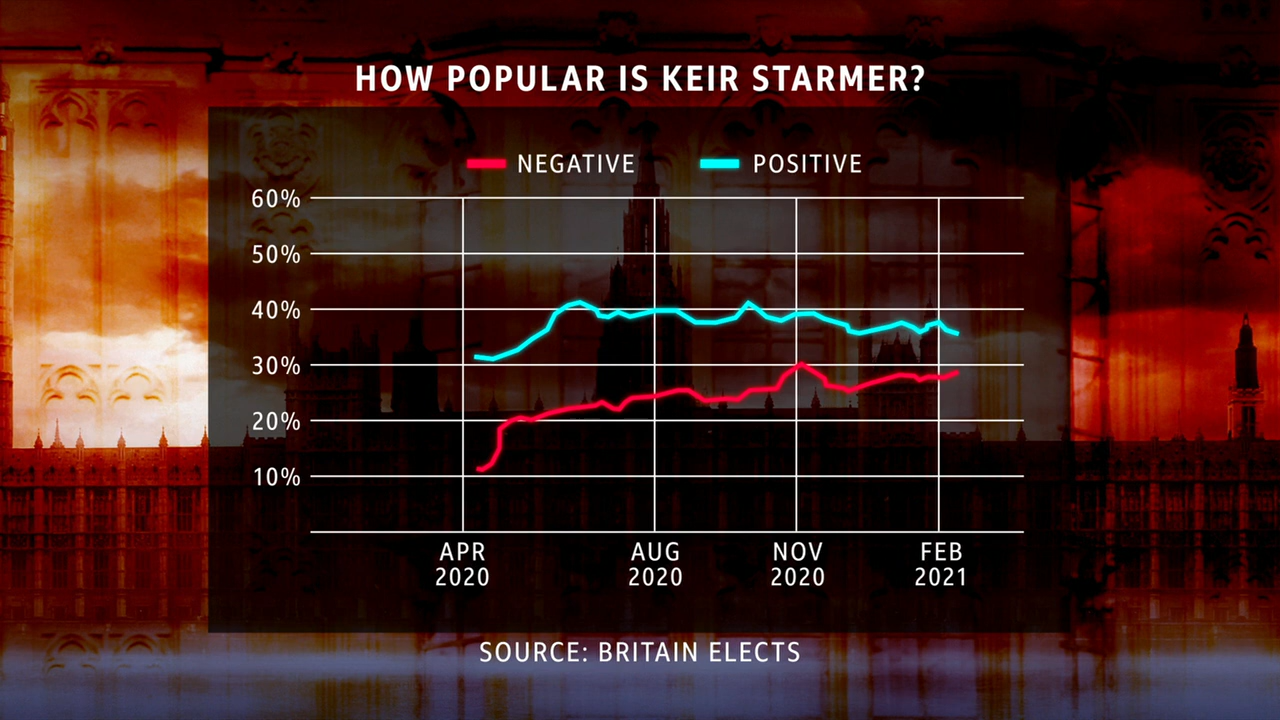 HOW POPULAR IS KEIR STARMER?
NEGATIVE POSITIVE
60%
50%
40%
30%
20%
10%
APR AUG NOV FEB
2020 2020 2020 2021
SOURCE: BRITAIN ELECTS